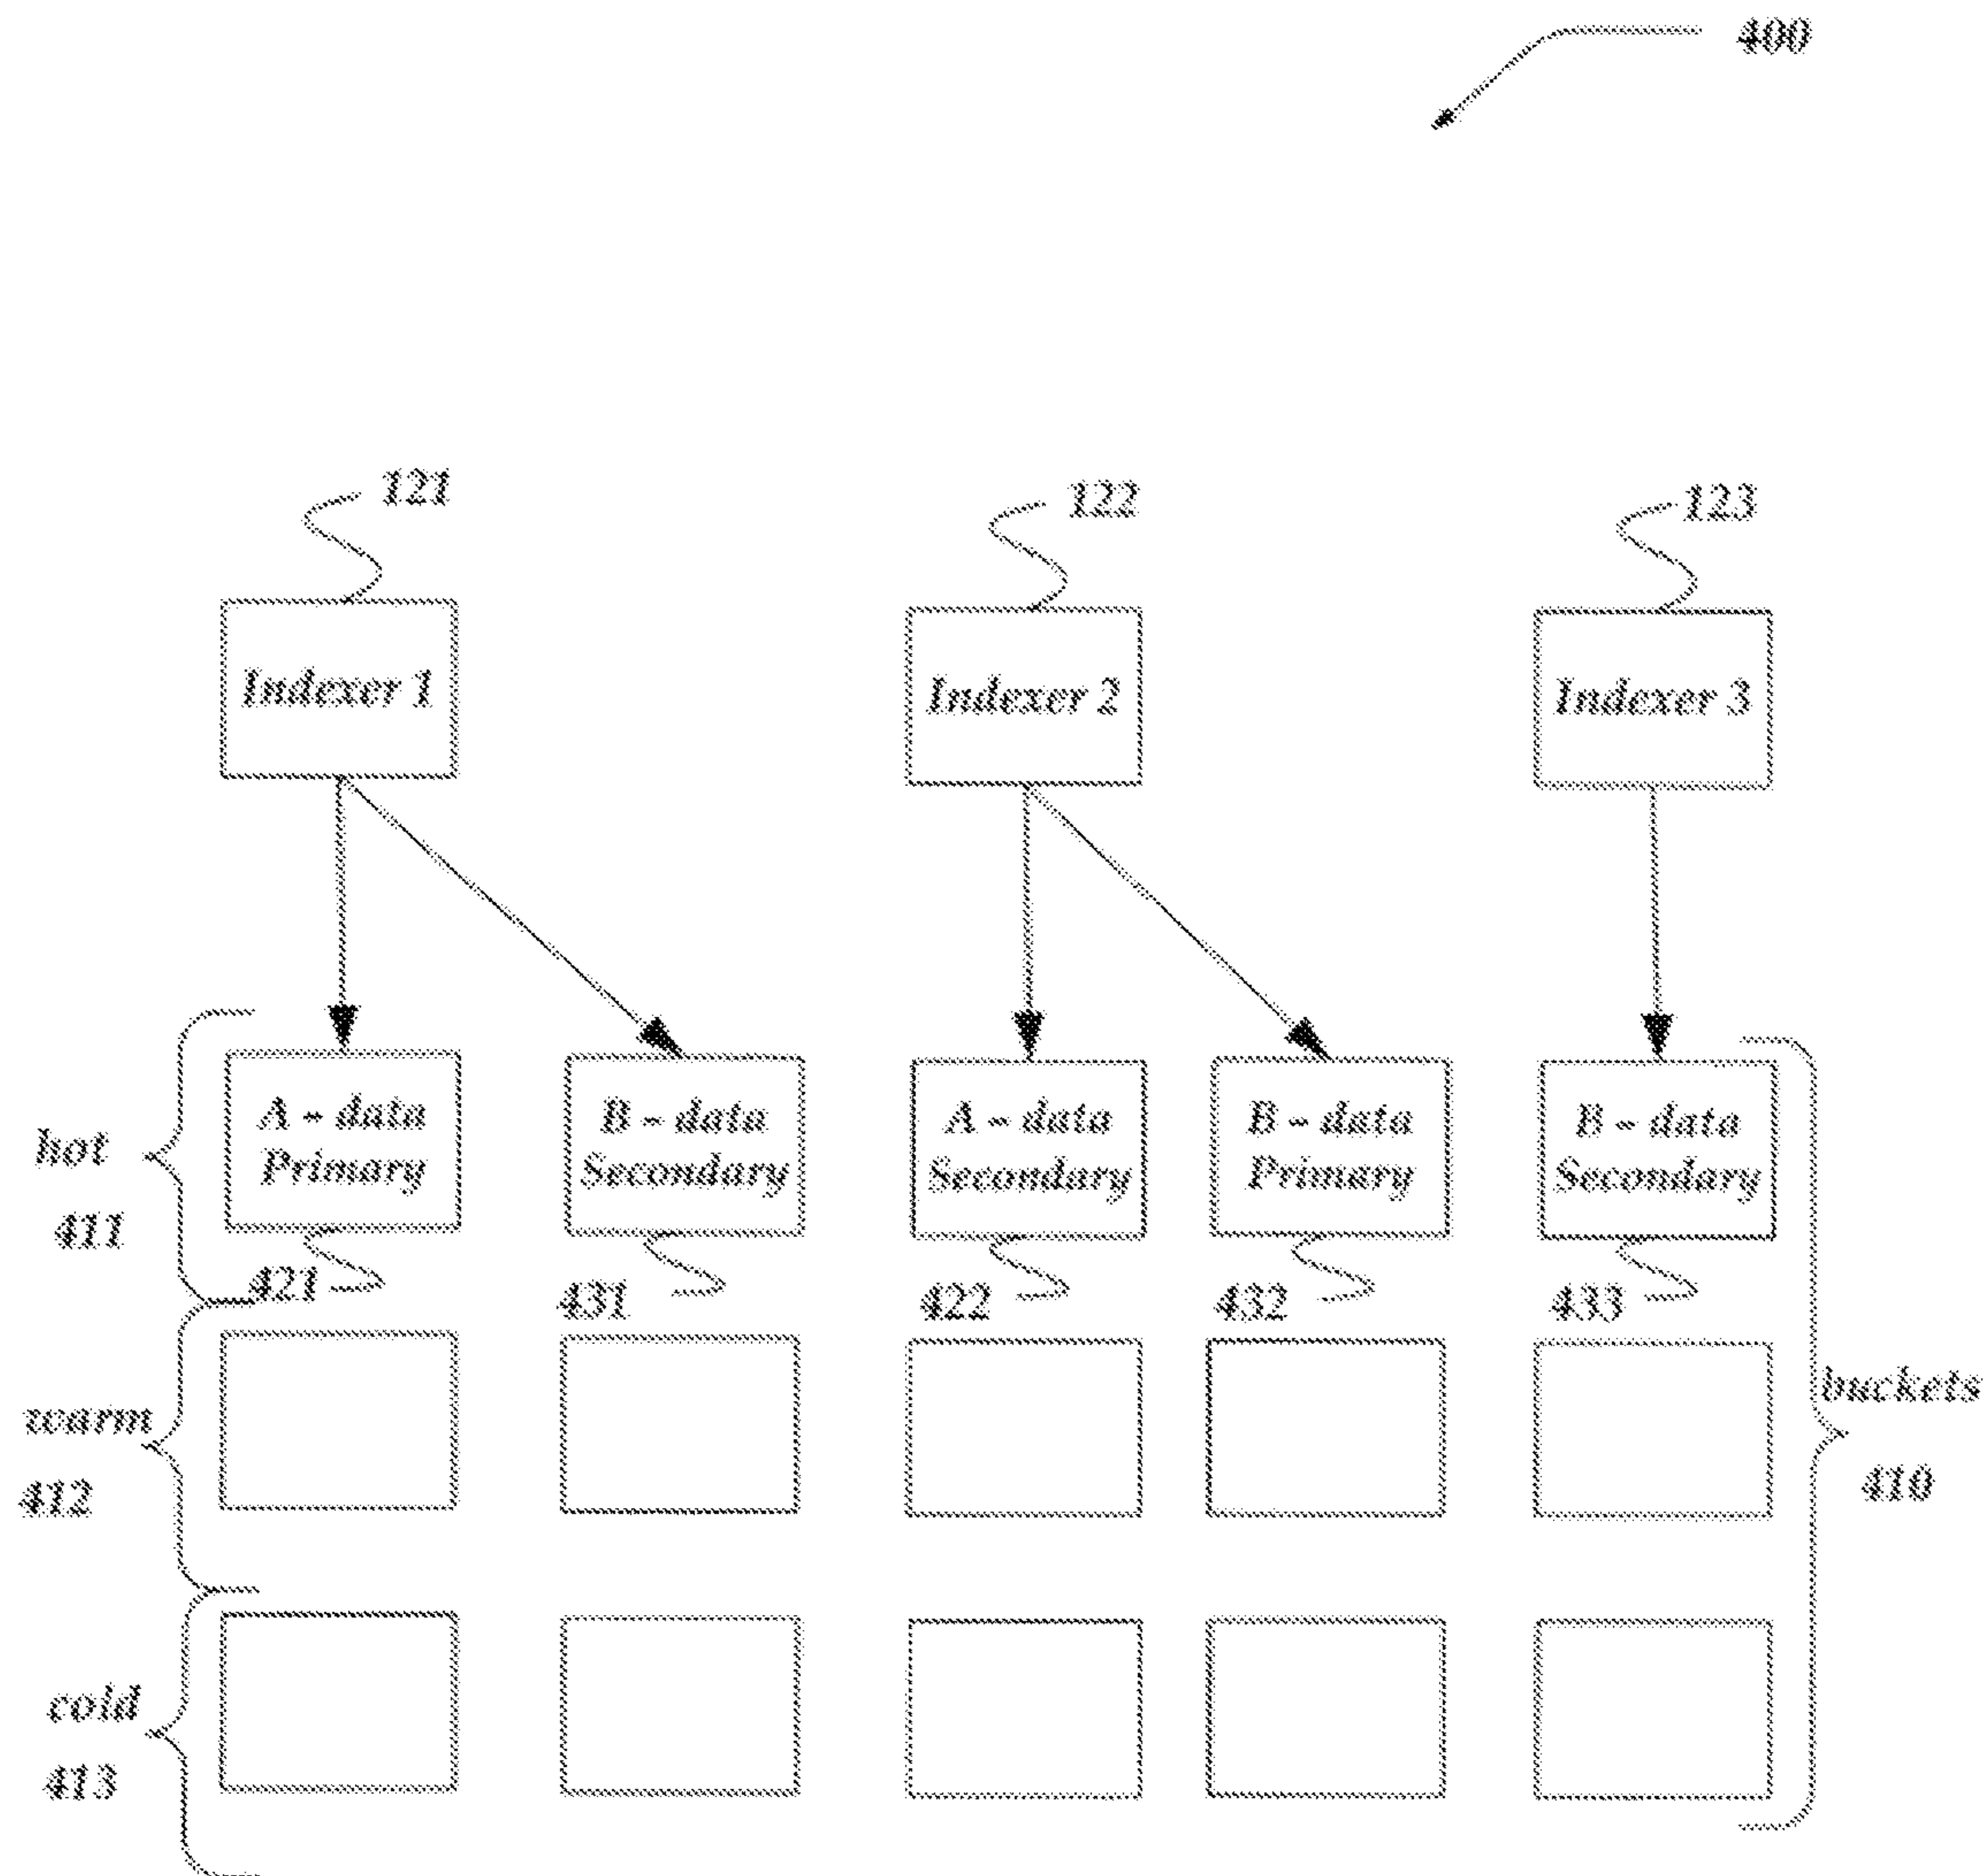 400
121
122
123
Indexer 1
Indexer 2
Indexer 3
hot
411
A - data
Primary
B - data
Secondary
A - data
Secondary
B - data
Primary
B - data
Secondary
421
431
422
432
433
warm
412
buckets
410
cold
413